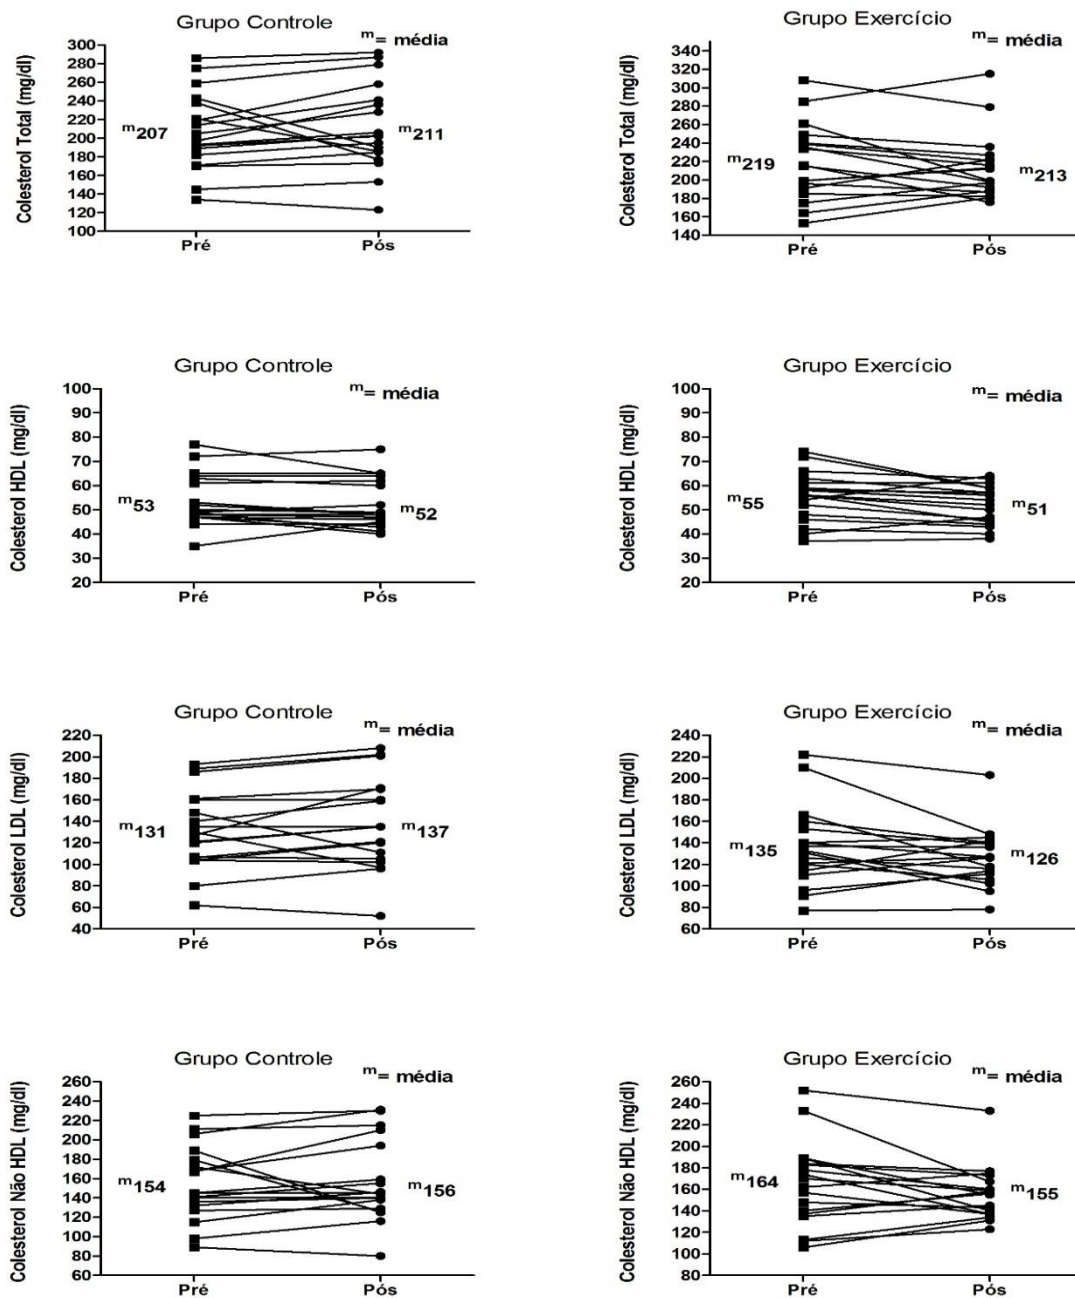 Grupo Controle
m= média
Colesterol Total (mg/dl)
300
280
260
240
220
200
180
160
140
120
100
m207
m211
Pré
Pós
Grupo Exercício
m= média
Colesterol Total (mg/dl)
340
320
300
280
260
240
220
200
180
160
140
m219
m213
Pré
Pós
Grupo Controle
m= média
Colesterol HDL (mg/dl)
100
90
80
70
60
50
40
30
20
m53
m52
Pré
Pós
Grupo Exercício
m= média
Colesterol HDL (mg/dl)
100
90
80
70
60
50
40
30
20
m55
m51
Pré
Pós
Grupo Controle
m= média
Colesterol LDL (mg/dl)
220
200
180
160
140
120
100
80
60
40
m131
m137
Pré
Pós
Grupo Exercício
m= média
Colesterol LDL (mg/dl)
240
220
200
180
160
140
120
100
80
60
m135
m126
Pré
Pós
Grupo Controle
m= média
Colesterol Não HDL (mg/dl)
260
240
220
200
180
160
140
120
100
80
60
m154
m156
Pré
Pós
Grupo Exercício
m= média
Colesterol Não HDL (mg/dl)
260
240
220
200
180
160
140
120
100
80
m164
m155
Pré
Pós